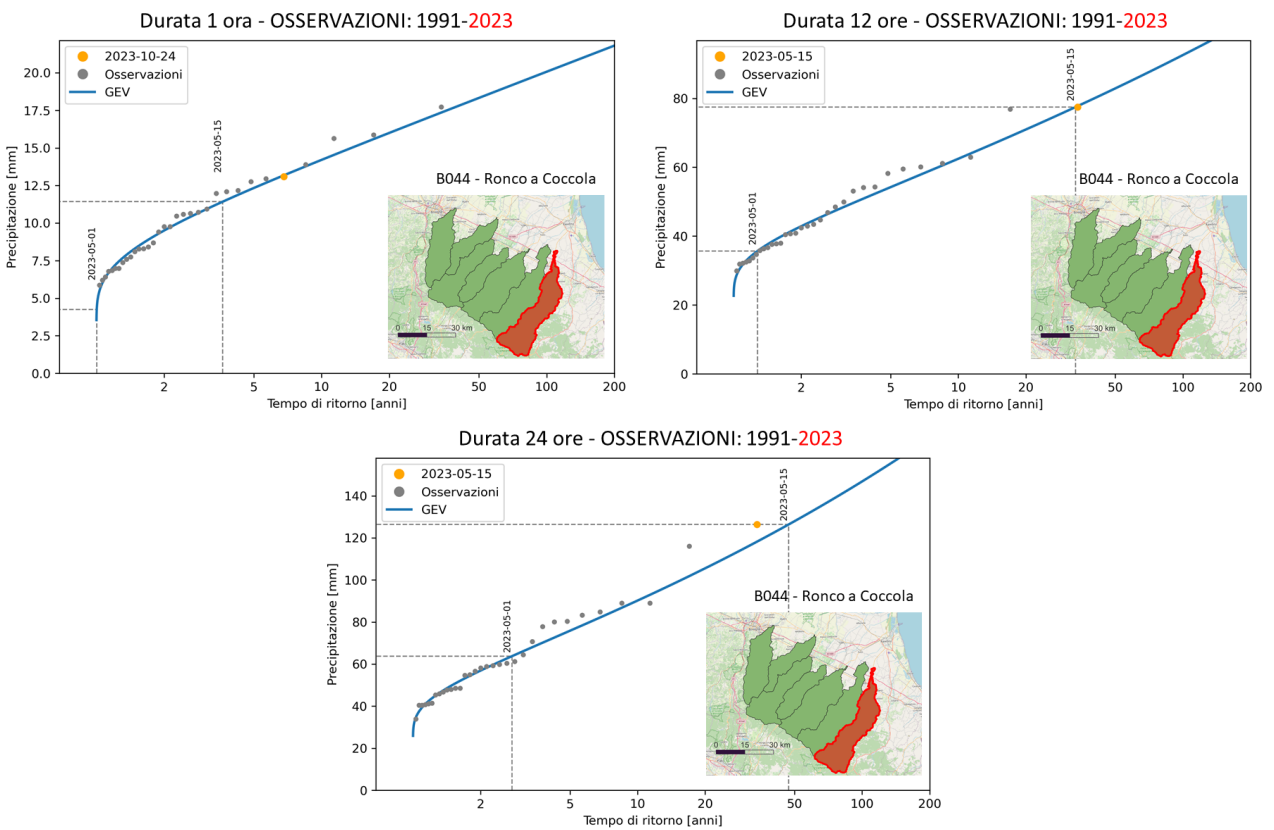 Durata 1 ora - OSSERVAZIONI: 1991-2023
2023-10-24
Osservazioni
GEV
20.0
17.5
15.0
12.5
10.0
7.5
5.0
2.5
0.0
Precipitazione [mm]
2023-05-01
2023-05-15
B044 - Ronco a Coccola
0 15 30 km
2 5 10 20 50 100 200
Tempo di ritorno [anni]
Durata 12 ore - OSSERVAZIONI: 1991-2023
2023-05-15
Osservazioni
GEV
80
60
40
20
0
Precipitazione [mm]
2023-05-01
2023-05-15
B044 - Ronco a Coccola
0 15 30 km
2 5 10 20 50 100 200
Tempo di ritorno [anni]
Durata 24 ore - OSSERVAZIONI: 1991-2023
2023-05-15
Osservazioni
GEV
140
120
100
80
60
40
20
0
Precipitazione [mm]
2023-05-01
2023-05-15
B044 - Ronco a Coccola
0 15 30 km
2 5 10 20 50 100 200
Tempo di ritorno [anni]